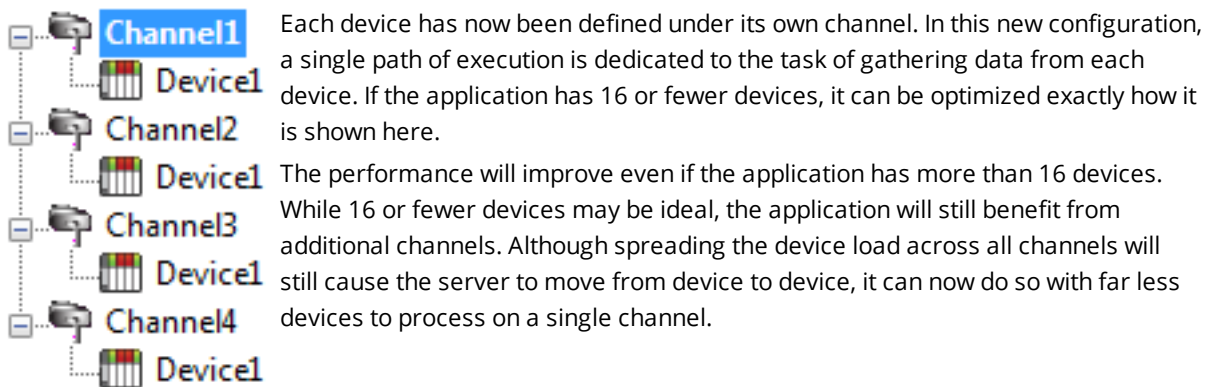 Channel1
Device1
Channel2
Device1
Channel3
Device1
Channel4
Device1
Each device has now been defined under its own channel. In this new configuration,
a single path of execution is dedicated to the task of gathering data from each
device. If the application has 16 or fewer devices, it can be optimized exactly how it
is shown here.
The performance will improve even if the application has more than 16 devices.
While 16 or fewer devices may be ideal, the application will still benefit from
additional channels. Although spreading the device load across all channels will
still cause the server to move from device to device, it can now do so with far less
devices to process on a single channel.